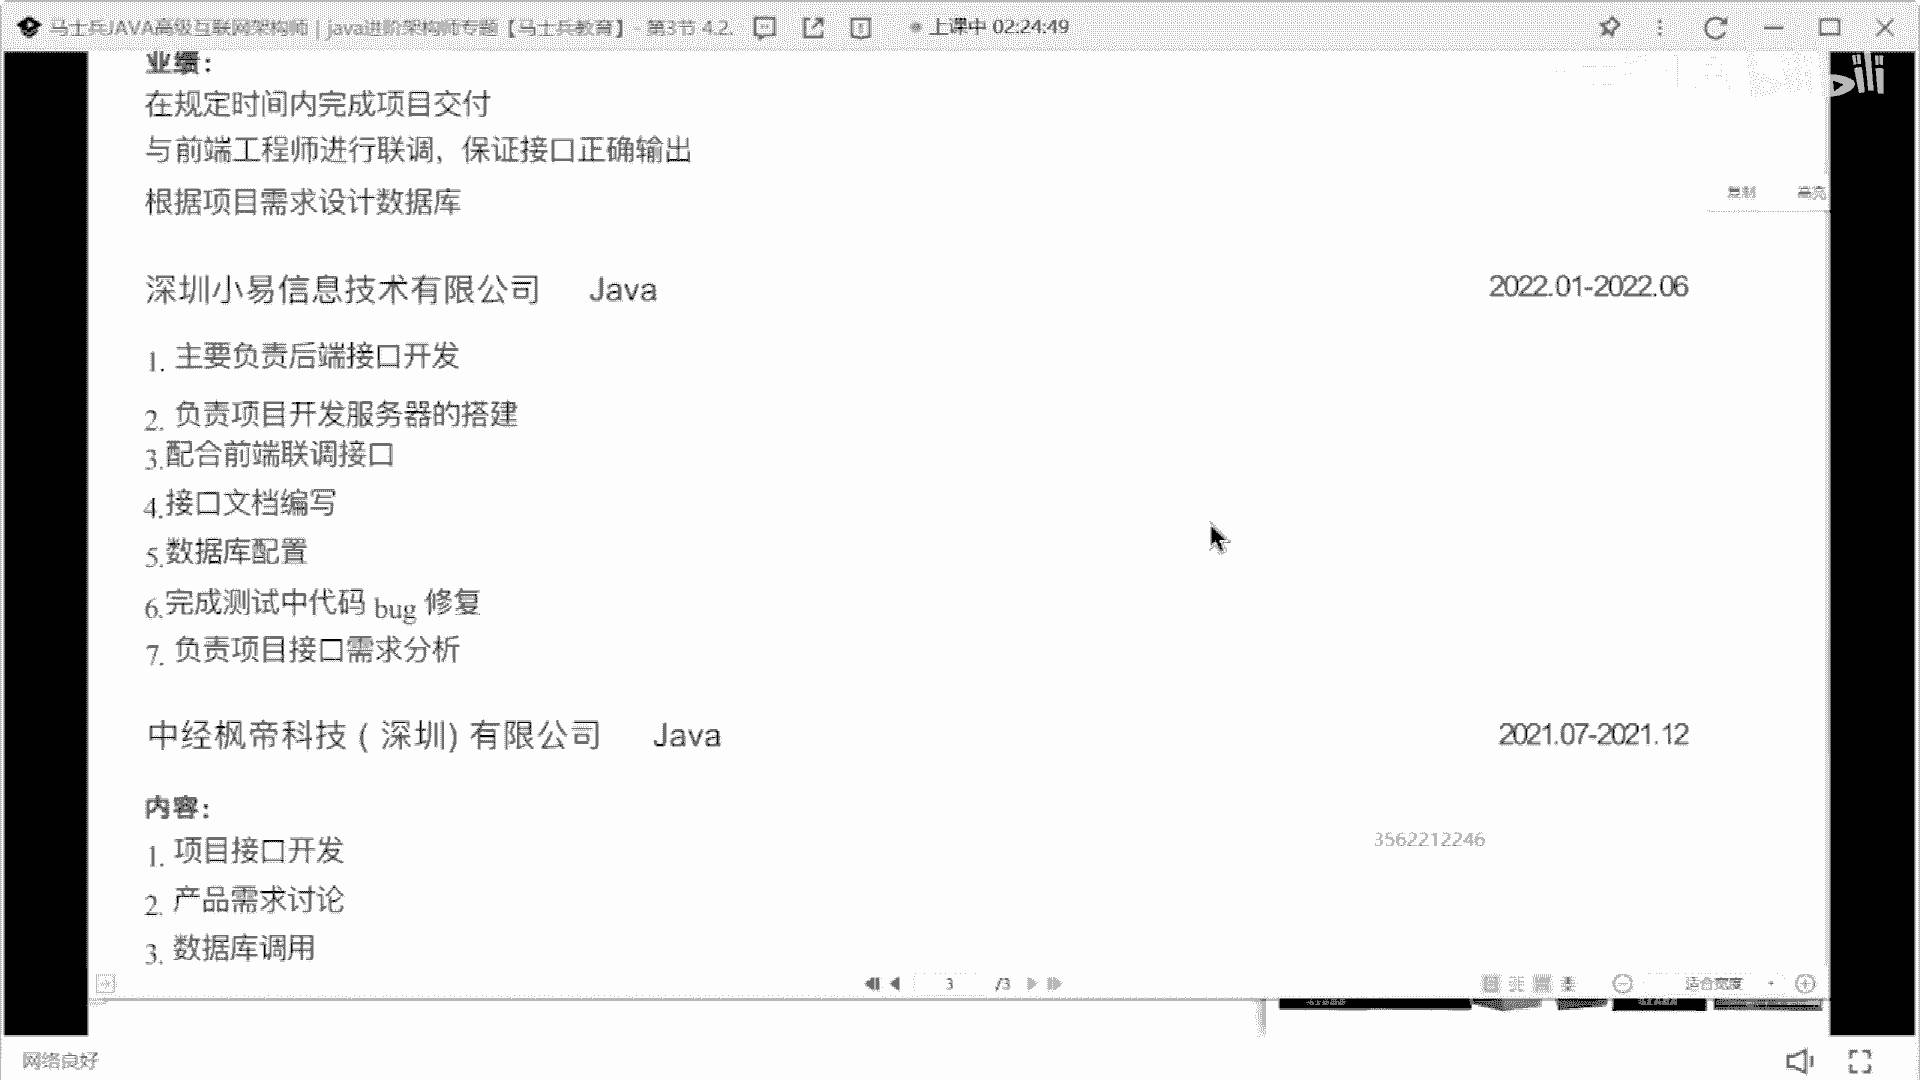 马士兵JAVA高级互联网架构师 | java进阶架构师专题【马士兵教育】 - 第3节 4.2. 上课中 02:24:49
业绩：
在规定时间内完成项目交付
与前端工程师进行联调，保证接口正确输出
根据项目需求设计数据库
复制 高亮
深圳小易信息技术有限公司 Java 2022.01-2022.06
1. 主要负责后端接口开发
2. 负责项目开发服务器的搭建
3.配合前端联调接口
4.接口文档编写
5.数据库配置
6.完成测试中代码 bug 修复
7. 负责项目接口需求分析
中经枫帝科技（深圳）有限公司 Java 2021.07-2021.12
内容：
1. 项目接口开发
3562212246
2. 产品需求讨论
3. 数据库调用
3 /3 适合宽度
网络良好